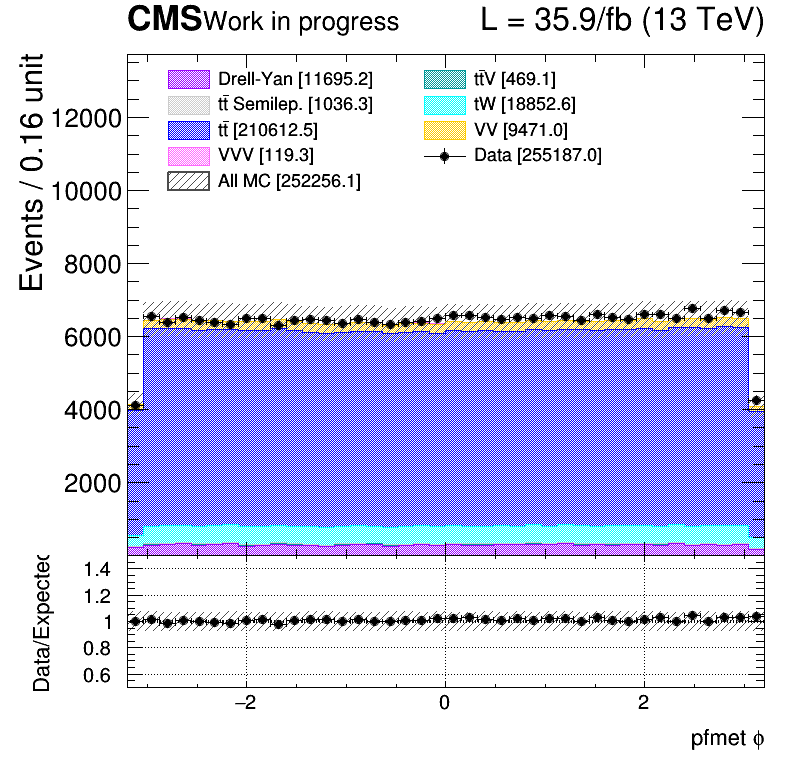 CMS Work in progress L = 35.9/fb (13 TeV)
Events / 0.16 unit
Drell-Yan [11695.2]
tt̄ Semilep. [1036.3]
tt̄ [210612.5]
VVV [119.3]
All MC [252256.1]
tt̄V [469.1]
tW [18852.6]
VV [9471.0]
Data [255187.0]
12000
10000
8000
6000
4000
2000
Data/Expected
1.4
1.2
1
0.8
0.6
−2 0 2
pfmet ϕ